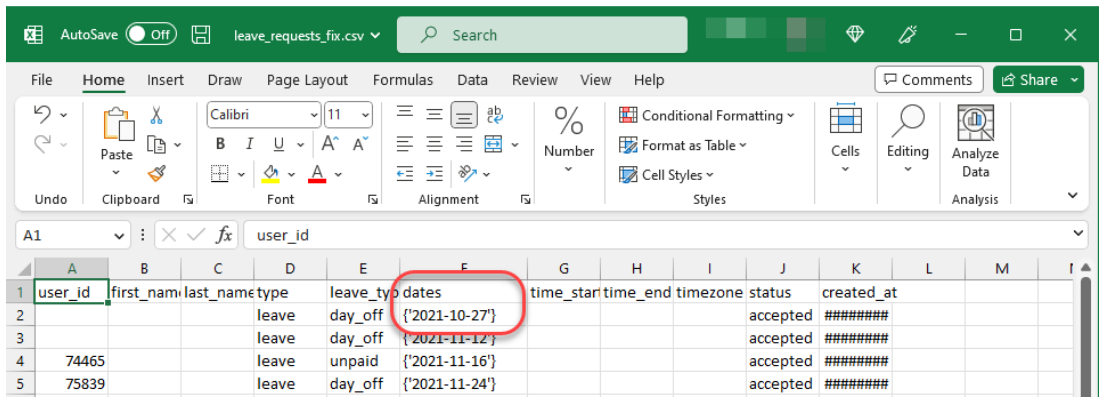 AutoSave Off leave_requests_fix.csv Search
File Home Insert Draw Page Layout Formulas Data Review View Help Comments Share
Calibri 11 ab
Conditional Formatting
Paste B I U A A Number Format as Table Cells Editing Analyze Data
A Cell Styles
Undo Clipboard Font Alignment Styles Analysis
A1 fx user_id
A B C D E F G H I J K L M
1 user_id first_nam last_name type leave_typ dates time_start time_end timezone status created_at
2 leave day_off {'2021-10-27'} accepted ########
3 leave day_off {'2021-11-12'} accepted ########
4 74465 leave unpaid {'2021-11-16'} accepted ########
5 75839 leave day_off {'2021-11-24'} accepted ########